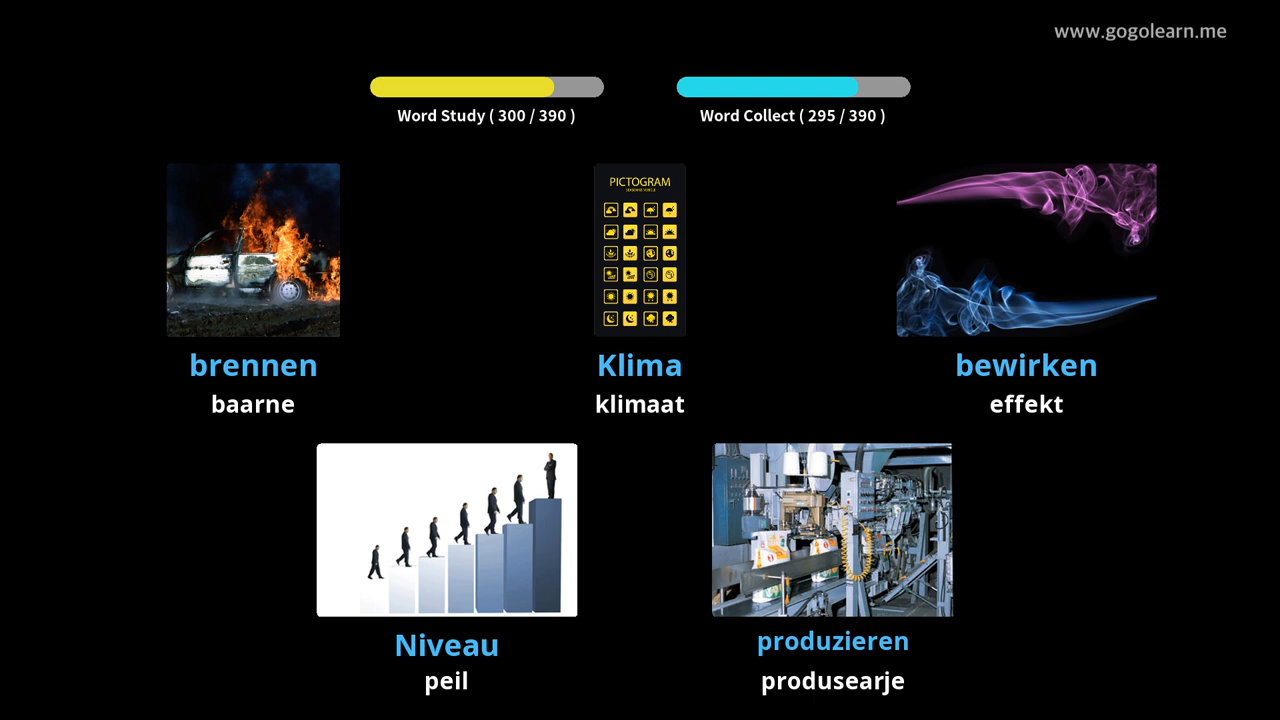 www.gogolearn.me
Word Study ( 300 / 390 )
Word Collect ( 295 / 390 )
PICTOGRAM
brennen
baarne
Klima
klimaat
bewirken
effekt
Niveau
peil
produzieren
produsearje